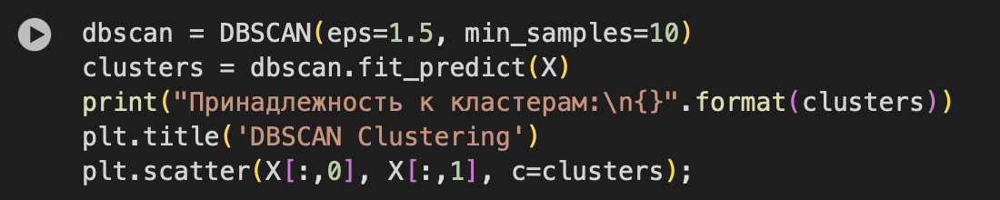 dbscan = DBSCAN(eps=1.5, min_samples=10)
clusters = dbscan.fit_predict(X)
print("Принадлежность к кластерам:\n{}".format(clusters))
plt.title('DBSCAN Clustering')
plt.scatter(X[:,0], X[:,1], c=clusters);